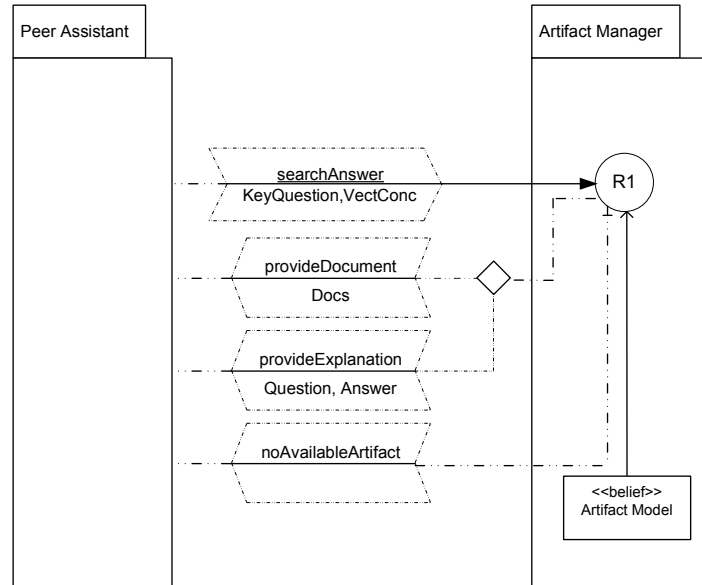 Peer Assistant
Artifact Manager
searchAnswer
KeyQuestion,VectConc
R1
provideDocument
Docs
provideExplanation
Question, Answer
noAvailableArtifact
<<belief>>
Artifact Model